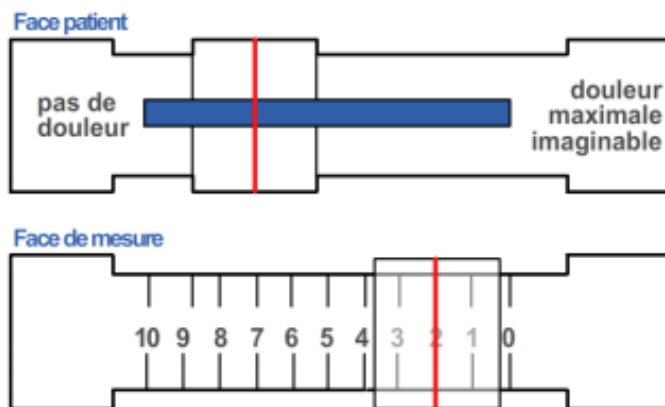 Face patient
pas de
douleur
douleur
maximale
imaginable
Face de mesure
10 9 8 7 6 5 4 3 2 1 0